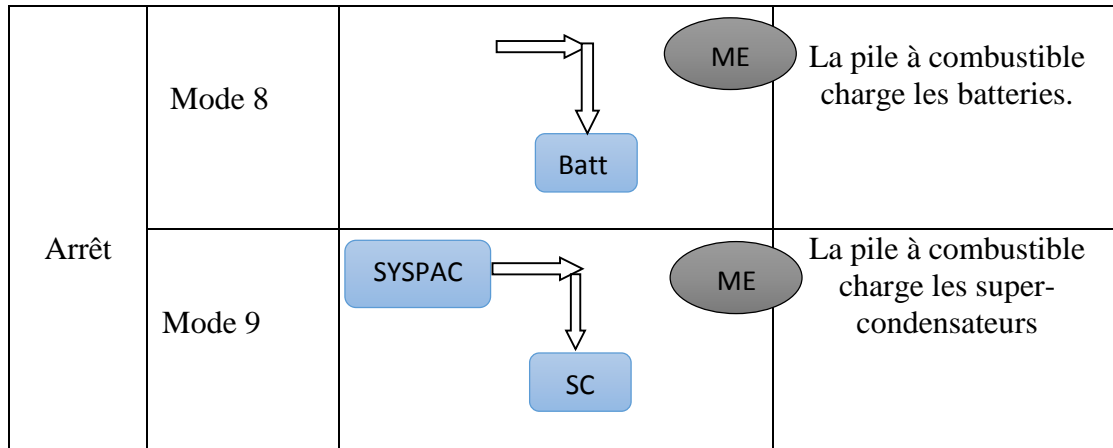 Arrêt
Mode 8
ME
Batt
La pile à combustible
charge les batteries.
Mode 9
SYSPAC
ME
SC
La pile à combustible
charge les super-
condensateurs